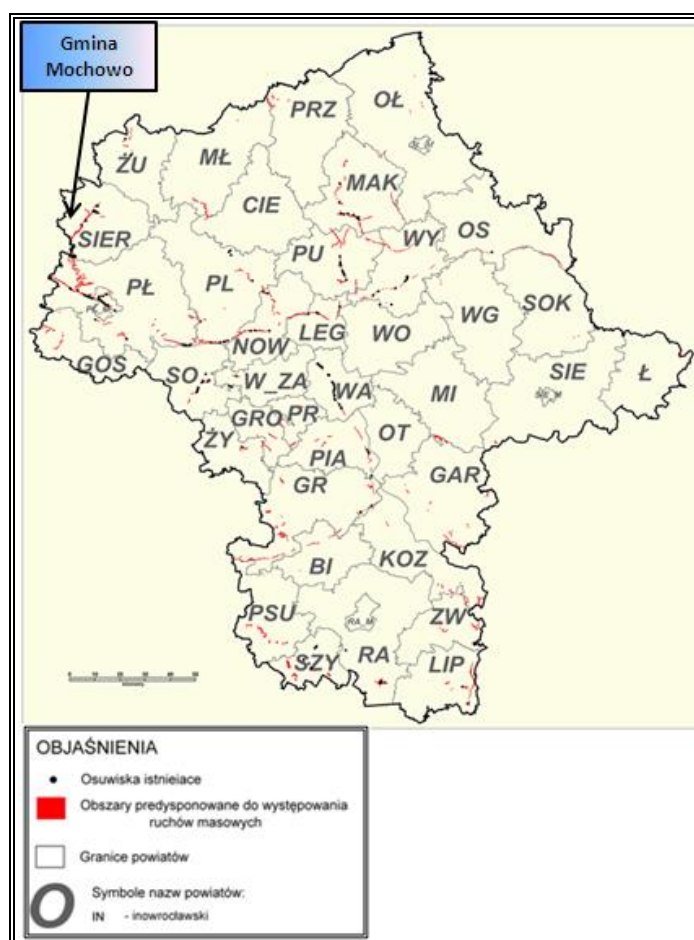 Gmina
Mochowo
OŁ
PRZ
MŁ
ŻU
MAK
CIE
SIER
WY
OS
PU
PŁ
PL
WG
SOK
LEG
WO
NOW
GOS
SO
W_ZA
WA
MI
SIE
Ł
GRO
PR
OT
ŻY
PIA
GR
GAR
BI
KOZ
PSU
RA_M
ZW
SZY
RA
LIP
OBJAŚNIENIA
Osuwiska istnieiace
Obszary predysponowane do występowania
ruchów masowych
Granice powiatów
O
Symbole nazw powiatów:
IN - inowrocławski